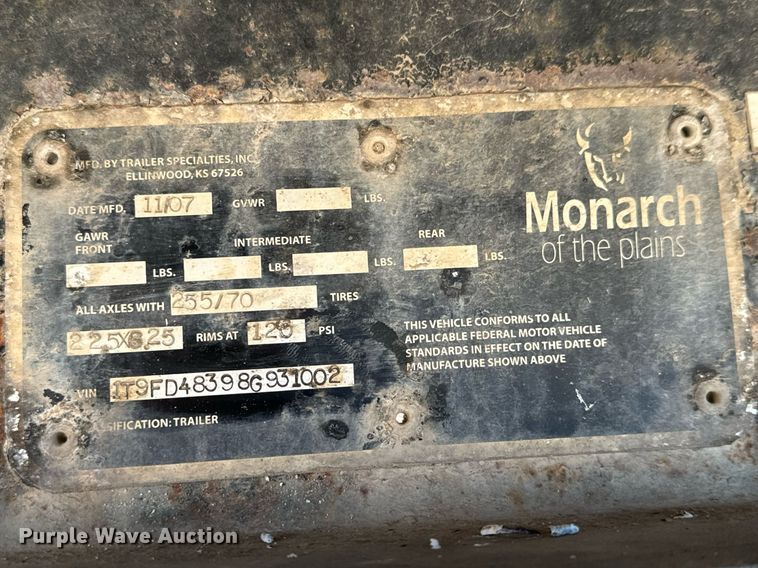 MFD. BY TRAILER SPECIALTIES, INC.
ELLINWOOD, KS 67526
DATE MFD. 11/07 GVWR LBS.
GAWR
FRONT INTERMEDIATE REAR
LBS. LBS. LBS. LBS.
ALL AXLES WITH 255/70 TIRES
22.5X8.25 RIMS AT 120 PSI
VIN 1T9FD48398G931002
CLASSIFICATION: TRAILER
Monarch
of the plains
THIS VEHICLE CONFORMS TO ALL
APPLICABLE FEDERAL MOTOR VEHICLE
STANDARDS IN EFFECT ON THE DATE OF
MANUFACTURE SHOWN ABOVE
Purple Wave Auction